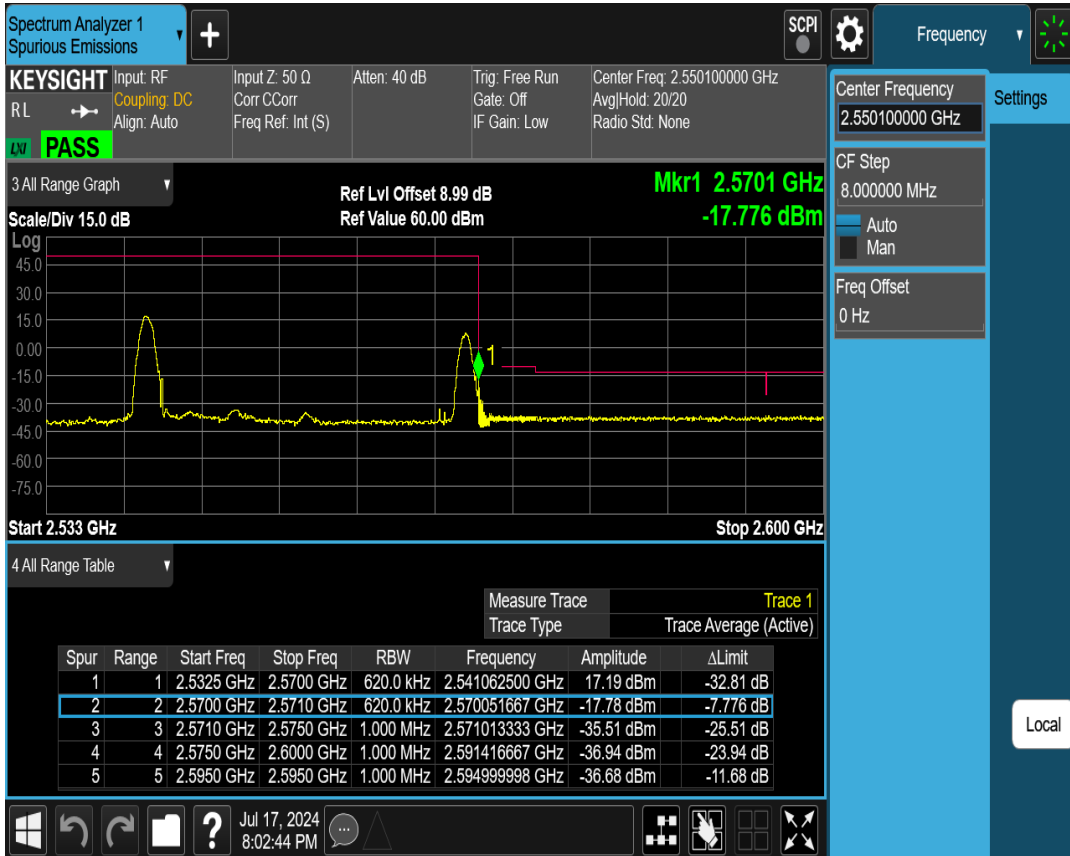 Spectrum Analyzer 1
Spurious Emissions
+
SCPI
Frequency
KEYSIGHT
RL
LXI PASS
Input: RF
Coupling: DC
Align: Auto
Input Z: 50 Ω
Corr CCorr
Freq Ref: Int (S)
Atten: 40 dB
Trig: Free Run
Gate: Off
IF Gain: Low
Center Freq: 2.550100000 GHz
Avg|Hold: 20/20
Radio Std: None
Center Frequency
2.550100000 GHz
Settings
CF Step
8.000000 MHz
Auto
Man
Freq Offset
0 Hz
3 All Range Graph
Scale/Div 15.0 dB
Ref Lvl Offset 8.99 dB
Ref Value 60.00 dBm
Mkr1 2.5701 GHz
-17.776 dBm
Log
45.0
30.0
15.0
0.00
-15.0
-30.0
-45.0
-60.0
-75.0
1
Start 2.533 GHz
Stop 2.600 GHz
4 All Range Table
Measure Trace Trace 1
Trace Type Trace Average (Active)
Spur Range Start Freq Stop Freq RBW Frequency Amplitude ΔLimit
1 1 2.5325 GHz 2.5700 GHz 620.0 kHz 2.541062500 GHz 17.19 dBm -32.81 dB
2 2 2.5700 GHz 2.5710 GHz 620.0 kHz 2.570051667 GHz -17.78 dBm -7.776 dB
3 3 2.5710 GHz 2.5750 GHz 1.000 MHz 2.571013333 GHz -35.51 dBm -25.51 dB
4 4 2.5750 GHz 2.6000 GHz 1.000 MHz 2.591416667 GHz -36.94 dBm -23.94 dB
5 5 2.5950 GHz 2.5950 GHz 1.000 MHz 2.594999998 GHz -36.68 dBm -11.68 dB
Local
?
Jul 17, 2024
8:02:44 PM